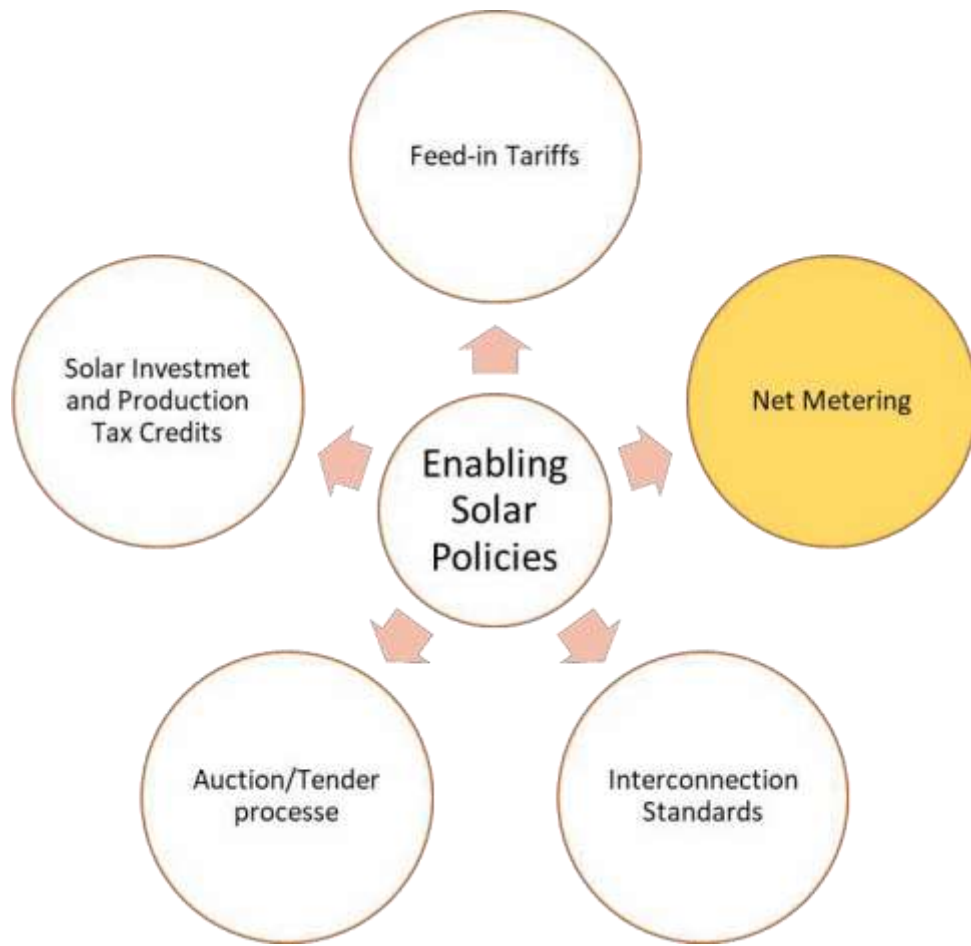 Feed-in Tariffs
Solar Investmet
and Production
Tax Credits
Net Metering
Enabling
Solar
Policies
Auction/Tender
processe
Interconnection
Standards